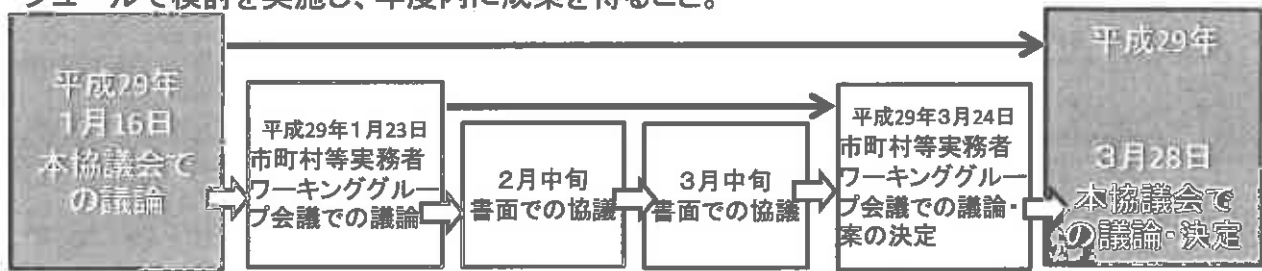 ジュールで検討を実施し、年度内に成果を得ること。
平成29年
1月16日
本協議会で
の議論
平成29年1月23日
市町村等実務者
ワーキンググルー
プ会議での議論
2月中旬
書面での協議
3月中旬
書面での協議
平成29年3月24日
市町村等実務者
ワーキンググルー
プ会議での議論・
案の決定
平成29年
3月28日
本協議会で
の議論・決定